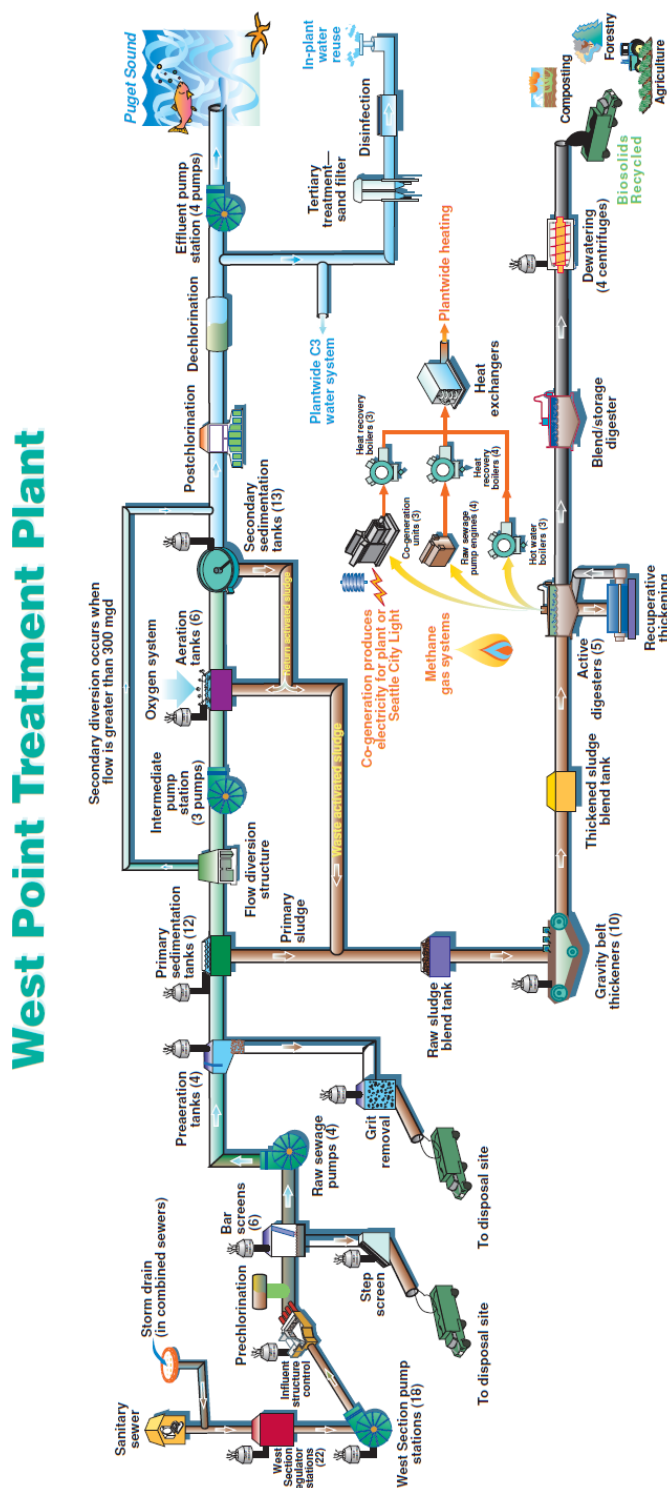 West Point Treatment Plant
Sanitary
sewer
Storm drain
(in combined sewers)
West
Section
regulator
stations (22)
West Section pump
stations (18)
Influent
structure
control
Prechlorination
Bar
screens
(6)
Step
screen
To disposal site
Raw sewage
pumps (4)
Preaeration
tanks (4)
Grit
removal
To disposal site
Primary
sedimentation
tanks (12)
Primary
sludge
Raw sludge
blend tank
Gravity belt
thickeners (10)
Flow diversion
structure
Secondary diversion occurs when
flow is greater than 300 mgd
Intermediate
pump
station
(3 pumps)
Oxygen system
Aeration
tanks (6)
Return activated sludge
Waste activated sludge
Secondary
sedimentation
tanks (13)
Postchlorination
Dechlorination
Effluent pump
station (4 pumps)
Puget Sound
Plantwide C3
water system
Tertiary
treatment—
sand filter
Disinfection
In-plant
water
reuse
Thickened sludge
blend tank
Active
digesters (5)
Recuperative
thickening
Methane
gas systems
Co-generation produces
electricity for plant or
Seattle City Light
Co-generation
units (3)
Raw sewage
pump engines (4)
Hot water
boilers (3)
Heat recovery
boilers (3)
Heat
recovery
boilers (4)
Heat
exchangers
Plantwide heating
Blend/storage
digester
Dewatering
(4 centrifuges)
Biosolids
Recycled
Composting
Forestry
Agriculture